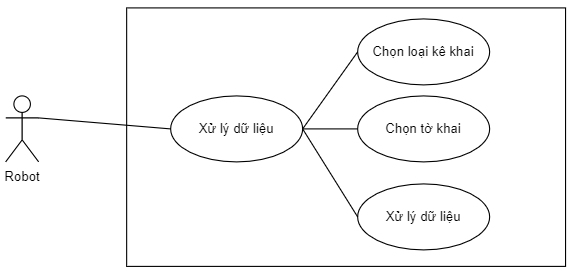 Chọn loại kê khai
Xử lý dữ liệu
Chọn tờ khai
Robot
Xử lý dữ liệu